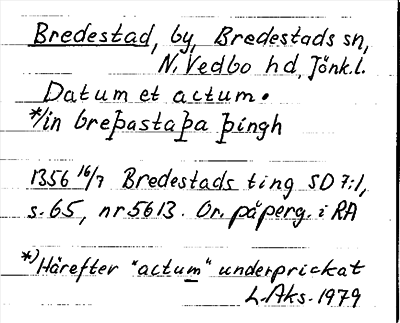 Bredestad, by, Bredestads sn,
N. Vedbo hd, Jönk.l.
Datum et actum.
*/in breþastaþa þingh
1356 16/7 Bredestads ting SD 7:1,
s. 65, nr 5613. Or. på perg. i RA
*) Härefter "actum" underprickat
L. Aks. 1979